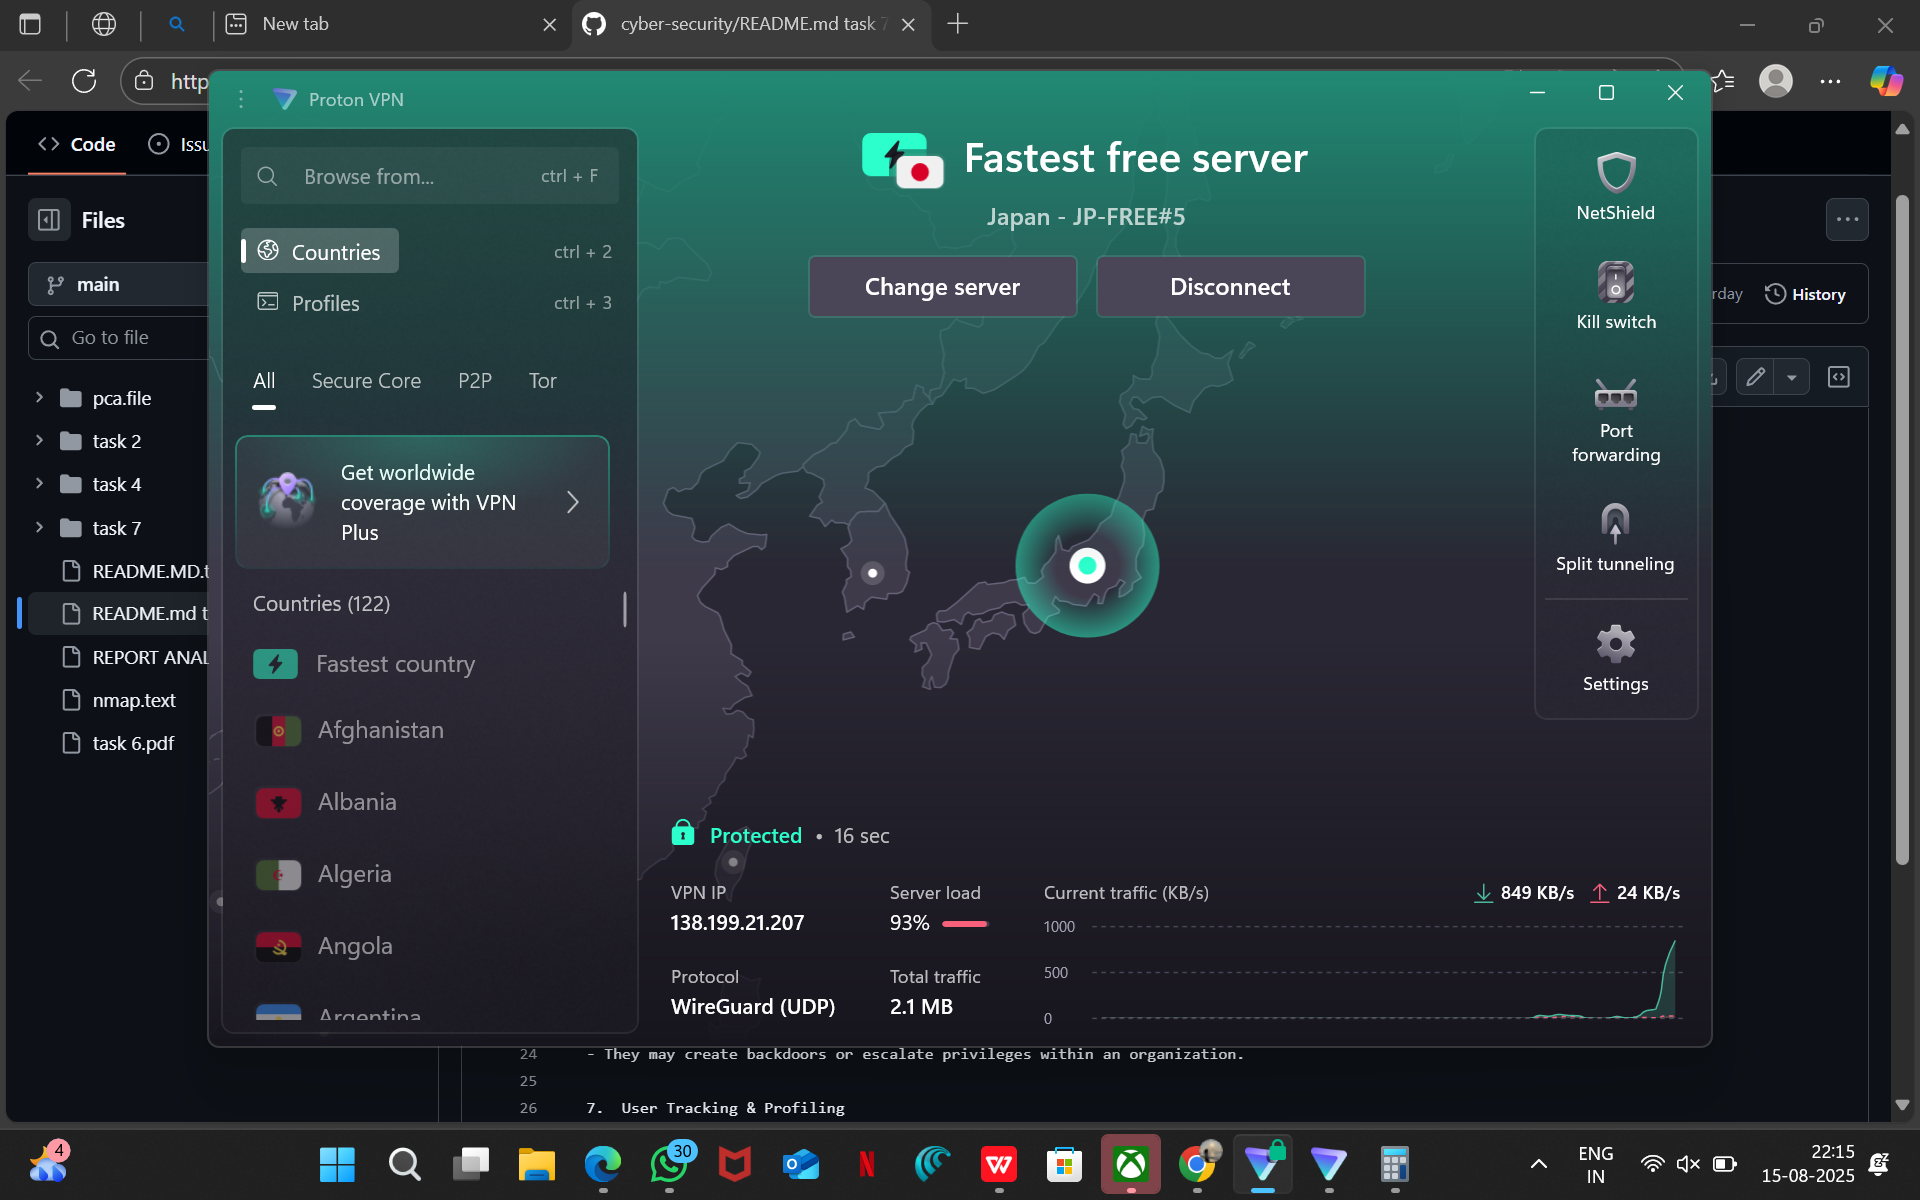 New tab
cyber-security/README.md task 7
http
Proton VPN
Code
Issu
Files
main
Go to file
pca.file
task 2
task 4
task 7
README.MD.t
README.md t
REPORT ANAL
nmap.text
task 6.pdf
Browse from...
ctrl + F
Countries
ctrl + 2
Profiles
ctrl + 3
All
Secure Core
P2P
Tor
Get worldwide
coverage with VPN
Plus
Countries (122)
Fastest country
Afghanistan
Albania
Algeria
Angola
Argentina
Fastest free server
Japan - JP-FREE#5
Change server
Disconnect
NetShield
Kill switch
Port
forwarding
Split tunneling
Settings
rday
History
Protected • 16 sec
VPN IP
138.199.21.207
Server load
93%
Protocol
WireGuard (UDP)
Total traffic
2.1 MB
Current traffic (KB/s)
849 KB/s
24 KB/s
1000
500
0
24 - They may create backdoors or escalate privileges within an organization.
25
26 7. User Tracking & Profiling
4
30
ENG
IN
22:15
15-08-2025